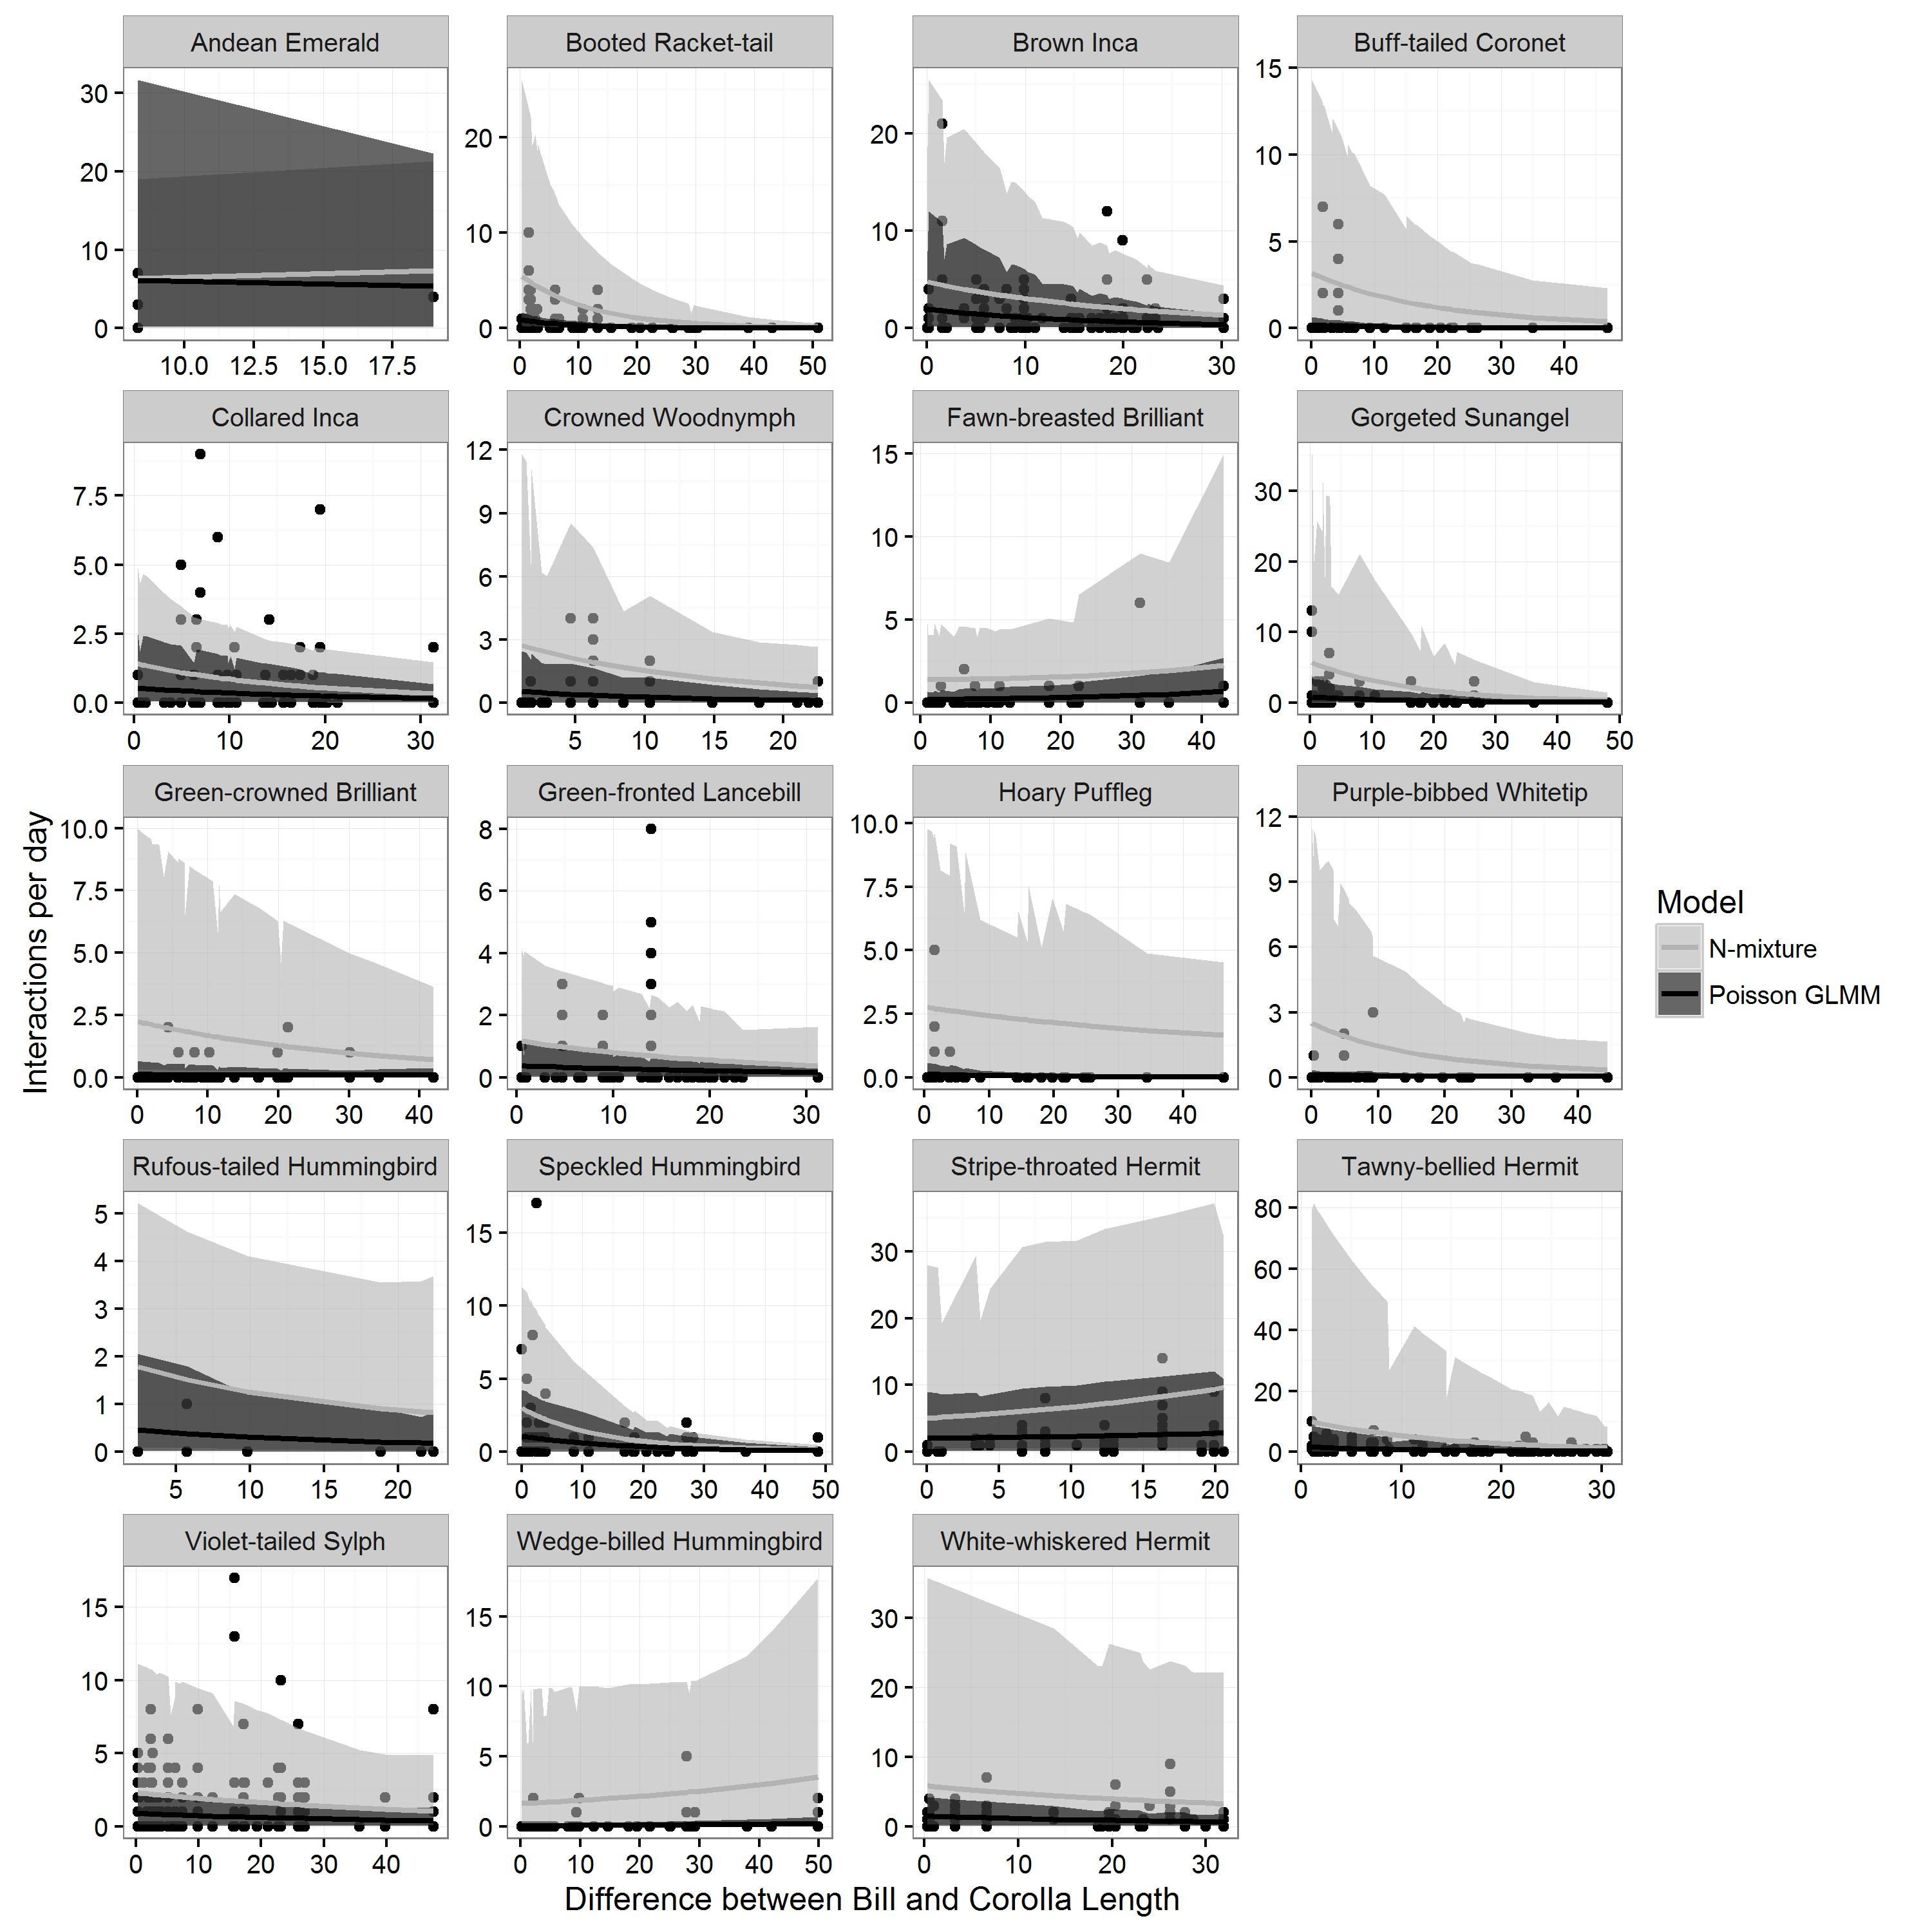 Andean Emerald
Booted Racket-tail
Brown Inca
Buff-tailed Coronet
30
20
10
0
10.0 12.5 15.0 17.5
20
10
0
0 10 20 30 40 50
20
10
0
0 10 20 30
15
10
5
0
0 10 20 30 40
Collared Inca
Crowned Woodnymph
Fawn-breasted Brilliant
Gorgeted Sunangel
7.5
5.0
2.5
0.0
0 10 20 30
12
9
6
3
0
5 10 15 20
15
10
5
0
0 10 20 30 40
30
20
10
0
0 10 20 30 40 50
Green-crowned Brilliant
Green-fronted Lancebill
Hoary Puffleg
Purple-bibbed Whitetip
10.0
7.5
5.0
2.5
0.0
0 10 20 30 40
8
6
4
2
0
0 10 20 30
10.0
7.5
5.0
2.5
0.0
0 10 20 30 40
12
9
6
3
0
0 10 20 30 40
Rufous-tailed Hummingbird
Speckled Hummingbird
Stripe-throated Hermit
Tawny-bellied Hermit
5
4
3
2
1
0
5 10 15 20
15
10
5
0
0 10 20 30 40 50
30
20
10
0
0 5 10 15 20
80
60
40
20
0
0 10 20 30
Violet-tailed Sylph
Wedge-billed Hummingbird
White-whiskered Hermit
15
10
5
0
0 10 20 30 40
15
10
5
0
0 10 20 30 40 50
30
20
10
0
0 10 20 30
Interactions per day
Difference between Bill and Corolla Length
Model
N-mixture
Poisson GLMM